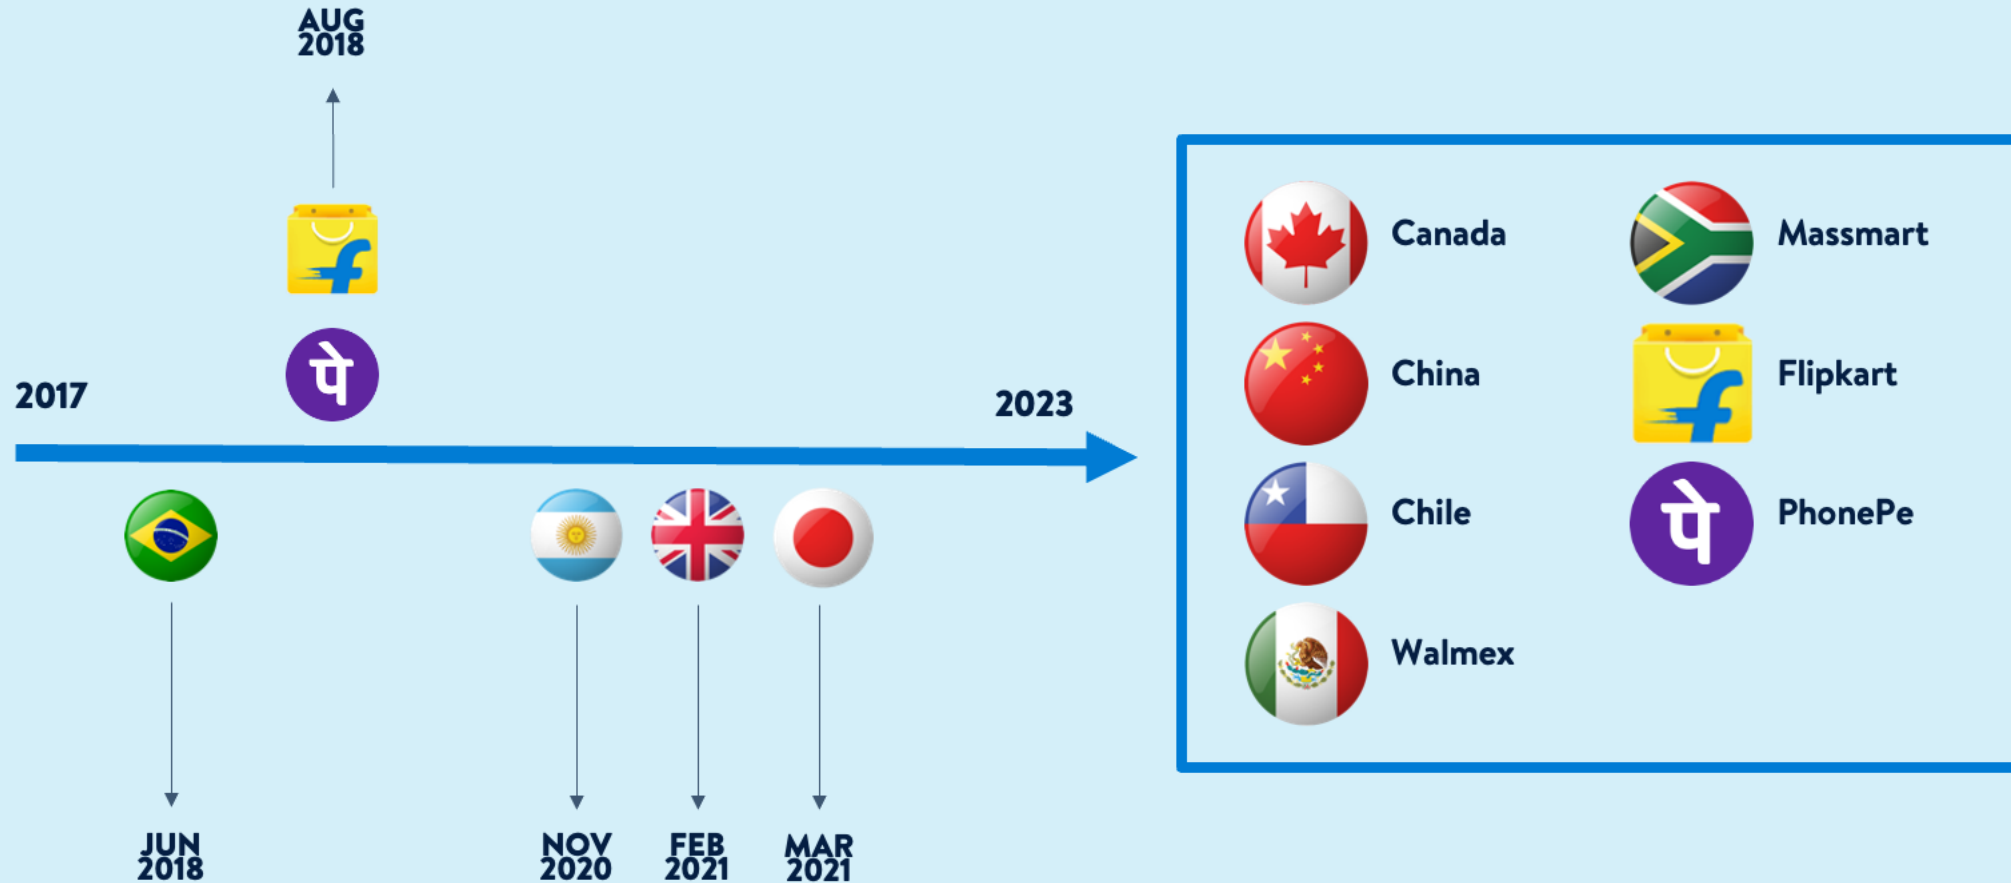 AUG
2018
f
पे
2017
2023
JUN
2018
NOV
2020
FEB
2021
MAR
2021
Canada
China
Chile
Walmex
Massmart
f
Flipkart
पे
PhonePe